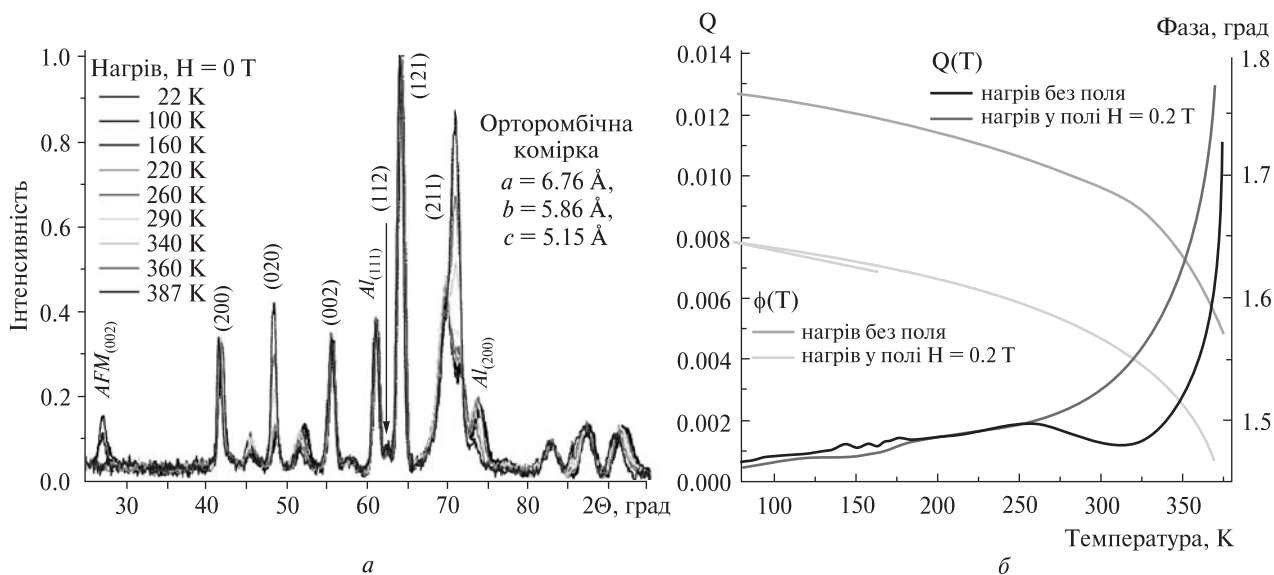 1.0
0.8
0.6
0.4
0.2
0.0
Інтенсивність
Нагрів, H = 0 T
22 K
100 K
160 K
220 K
260 K
290 K
340 K
360 K
387 K
AFM(002)
(200)
(020)
(002)
Al(111)
(112)
(121)
(211)
Al(200)
Орторомбічна
комірка
a = 6.76 Å,
b = 5.86 Å,
c = 5.15 Å
30 40 50 60 70 80 2Θ, град
а
Q
0.014
0.012
0.010
0.008
0.006
0.004
0.002
0.000
Фаза, град
1.8
1.7
1.6
1.5
Q(T)
нагрів без поля
нагрів у полі H = 0.2 T
ϕ(T)
нагрів без поля
нагрів у полі H = 0.2 T
100 150 200 250 300 350
Температура, K
б